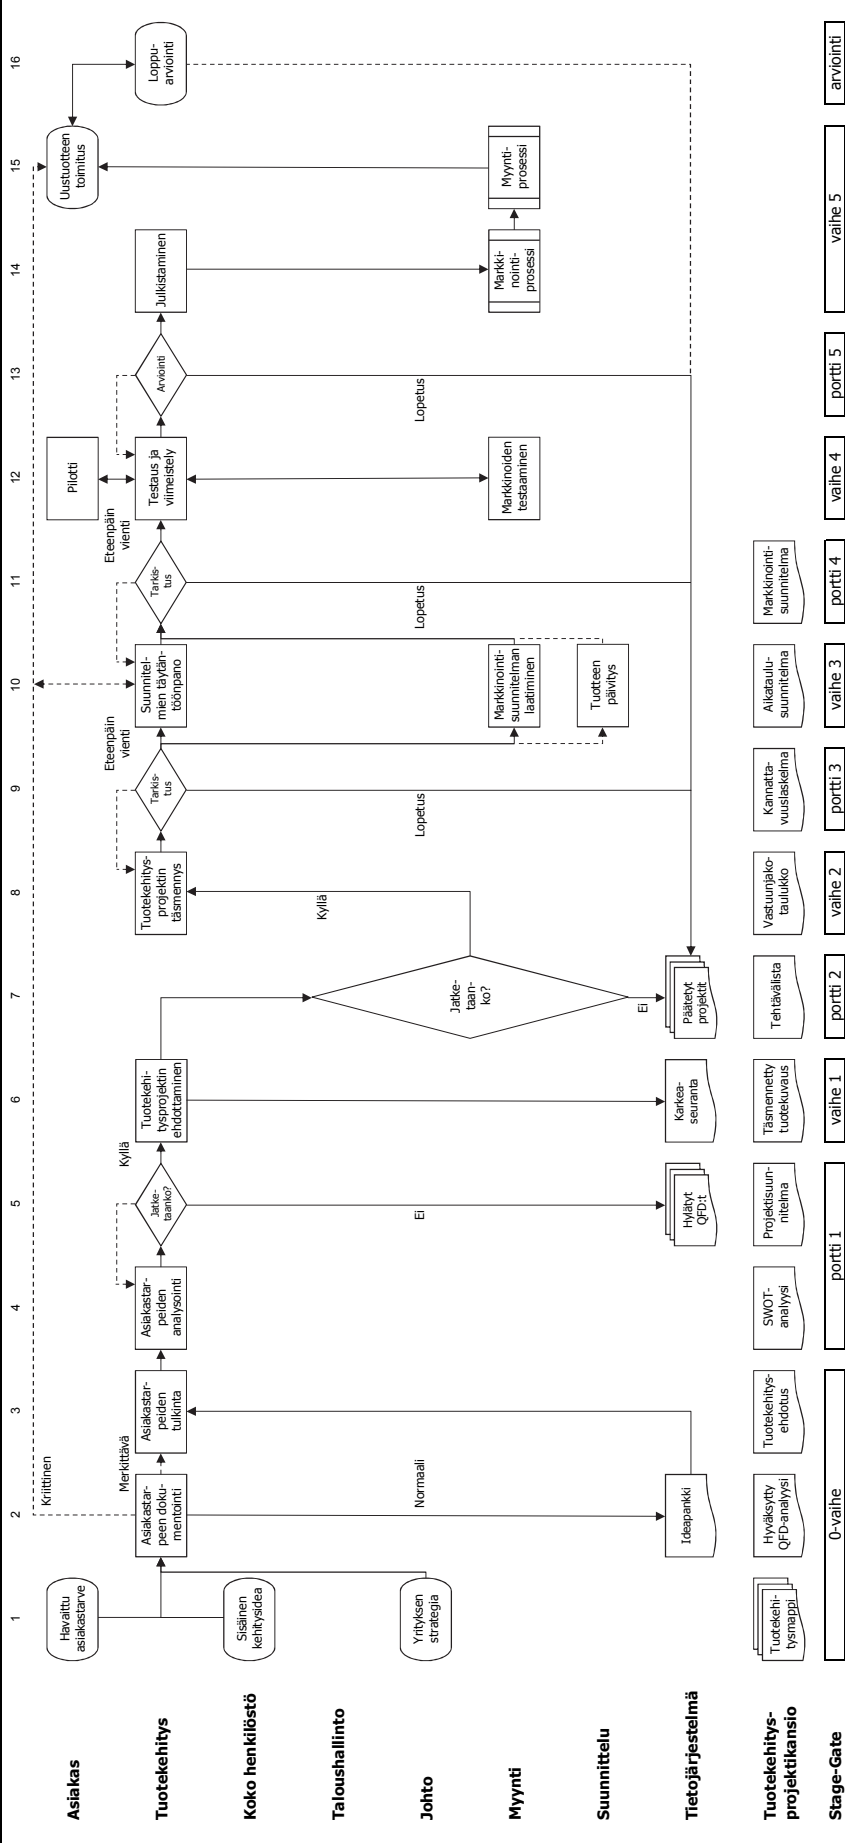 1
2
3
4
5
6
7
8
9
10
11
12
13
14
15
16
Asiakas
Havaittu
asiakastarve
Kriittinen
Pilotti
Uustuotteen
toimitus
Tuotekehitys
Asiakastar-
peen doku-
mentointi
Merkittävä
Asiakastar-
peiden
tulkinta
Asiakastar-
peiden
analysointi
Jatke-
taanko?
Kyllä
Tuotekehi-
tysprojektin
ehdottaminen
Tuotekehitys-
projektin
täsmennys
Tarkis-
tus
Eteenpäin
vienti
Suunnitel-
mien täytän-
töönpano
Tarkis-
tus
Eteenpäin
vienti
Testaus ja
viimeistely
Arviointi
Julkistaminen
Loppu-
arviointi
Koko henkilöstö
Sisäinen
kehitysidea
Taloushallinto
Kyllä
Johto
Yrityksen
strategia
Normaali
Ei
Jatke-
taan-
ko?
Lopetus
Lopetus
Lopetus
Myynti
Markkinointi-
suunnitelman
laatiminen
Markkinoiden
testaaminen
Markki-
nointi-
prosessi
Myynti-
prosessi
Suunnittelu
Ei
Tuotteen
päivitys
Tietojärjestelmä
Ideapankki
Hylätyt
QFD:t
Karkea-
seuranta
Päätetyt
projektit
Tuotekehitys-
projektikansio
Tuotekehi-
tysmappi
Hyväksytty
QFD-analyysi
Tuotekehitys-
ehdotus
SWOT-
analyysi
Projektisuun-
nitelma
Täsmennetty
tuotekuvaus
Tehtävälista
Vastuunjako-
taulukko
Kannatta-
vuuslaskelma
Aikataulu-
suunnitelma
Markkinointi-
suunnitelma
Stage-Gate
0-vaihe
portti 1
vaihe 1
portti 2
vaihe 2
portti 3
vaihe 3
portti 4
vaihe 4
portti 5
vaihe 5
arviointi